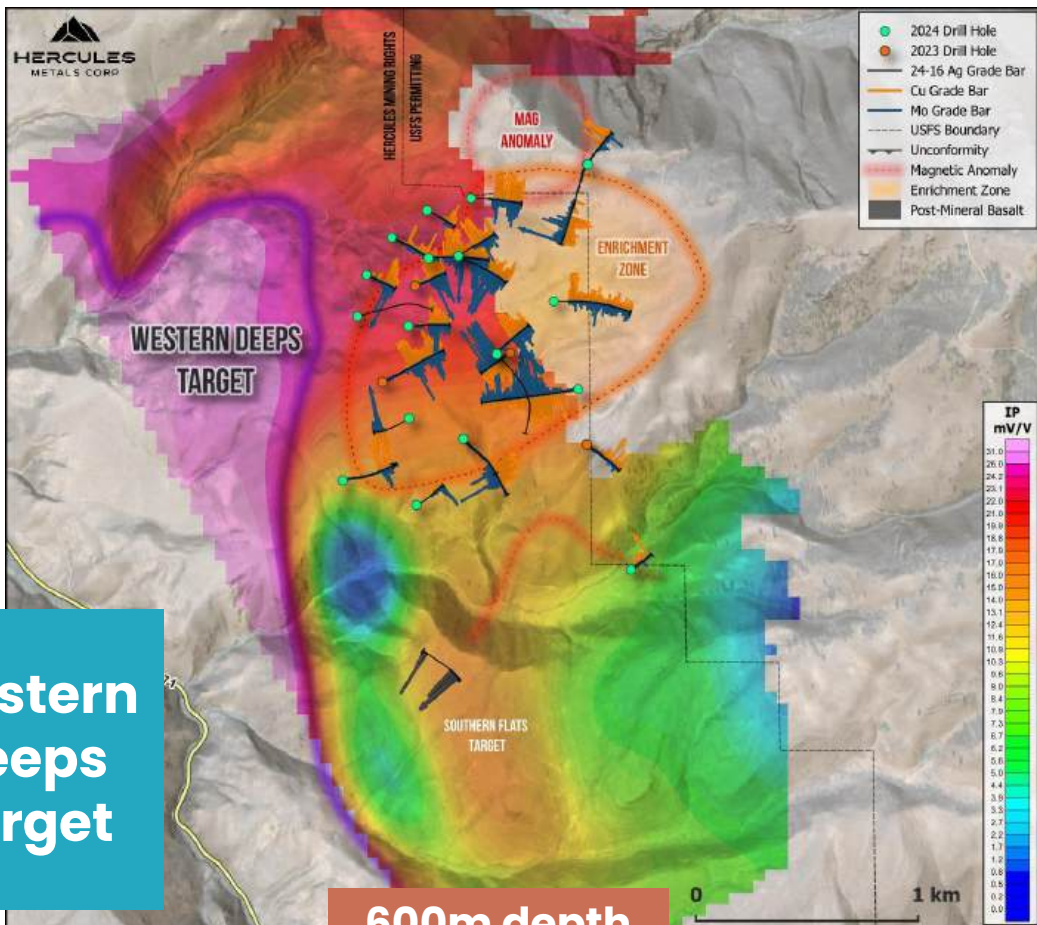 HERCULES
METALS CORP
HERCULES MINING RIGHTS
USFS PERMITTING
MAG
ANOMALY
2024 Drill Hole
2023 Drill Hole
24-16 Ag Grade Bar
Cu Grade Bar
Mo Grade Bar
USFS Boundary
Unconformity
Magnetic Anomaly
Enrichment Zone
Post-Mineral Basalt
ENRICHMENT
ZONE
WESTERN DEEPS
TARGET
SOUTHERN FLATS
TARGET
IP
mV/V
31.0
26.0
24.2
23.1
22.0
21.0
19.9
18.8
17.0
16.0
15.0
14.0
13.1
12.4
11.6
10.9
10.3
9.6
9.0
8.4
7.9
7.3
6.7
6.2
5.6
5.0
4.4
3.9
3.3
2.7
2.2
1.7
1.2
0.8
0.5
0.2
0.0
stern
eeps
arget
71
600m depth
0
1 km